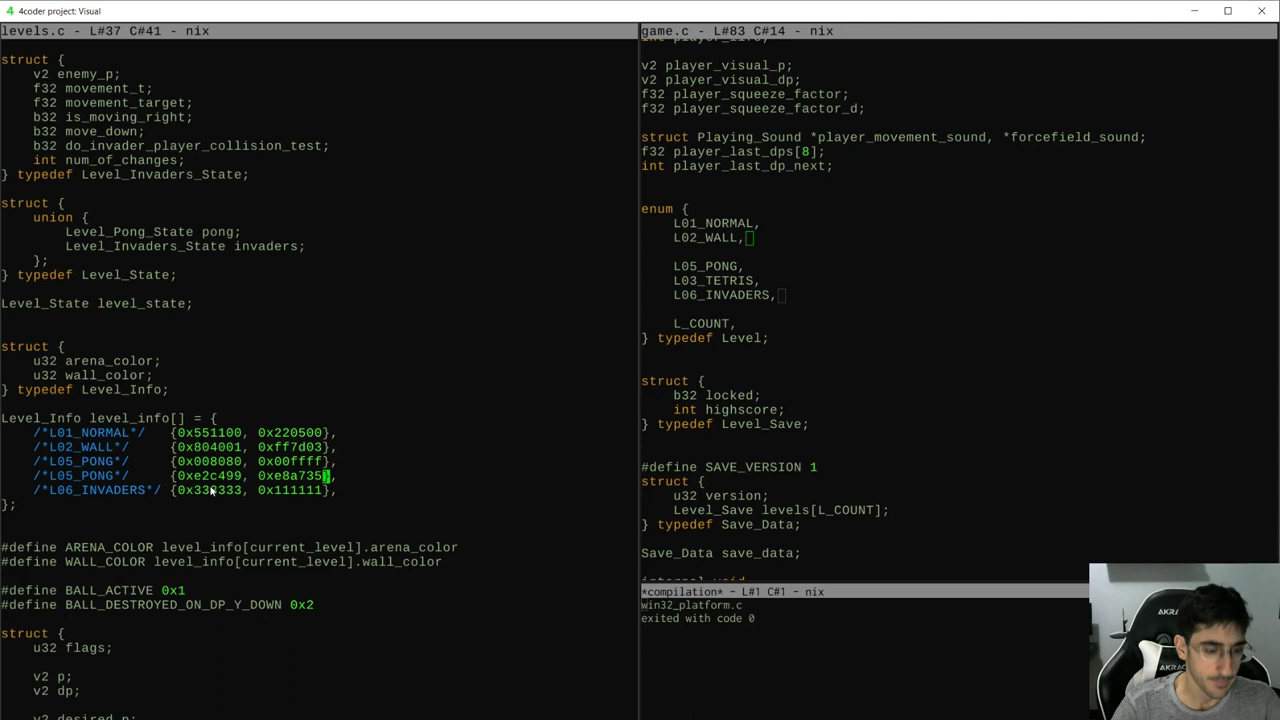 4coder project: Visual
levels.c - L#37 C#41 - nix
struct {
v2 enemy_p;
f32 movement_t;
f32 movement_target;
b32 is_moving_right;
b32 move_down;
b32 do_invader_player_collision_test;
int num_of_changes;
} typedef Level_Invaders_State;
struct {
union {
Level_Pong_State pong;
Level_Invaders_State invaders;
};
} typedef Level_State;
Level_State level_state;
struct {
u32 arena_color;
u32 wall_color;
} typedef Level_Info;
Level_Info level_info[] = {
/*L01_NORMAL*/ {0x551100, 0x220500},
/*L02_WALL*/ {0x804001, 0xff7d03},
/*L05_PONG*/ {0x008080, 0x00ffff},
/*L05_PONG*/ {0xe2c499, 0xe8a735},
/*L06_INVADERS*/ {0x333333, 0x111111},
};
#define ARENA_COLOR level_info[current_level].arena_color
#define WALL_COLOR level_info[current_level].wall_color
#define BALL_ACTIVE 0x1
#define BALL_DESTROYED_ON_DP_Y_DOWN 0x2
struct {
u32 flags;
v2 p;
v2 dp;
v2 desired_p;
game.c - L#83 C#14 - nix
v2 player_visual_p;
v2 player_visual_dp;
f32 player_squeeze_factor;
f32 player_squeeze_factor_d;
struct Playing_Sound *player_movement_sound, *forcefield_sound;
f32 player_last_dps[8];
int player_last_dp_next;
enum {
L01_NORMAL,
L02_WALL,
L05_PONG,
L03_TETRIS,
L06_INVADERS,
L_COUNT,
} typedef Level;
struct {
b32 locked;
int highscore;
} typedef Level_Save;
#define SAVE_VERSION 1
struct {
u32 version;
Level_Save levels[L_COUNT];
} typedef Save_Data;
Save_Data save_data;
internal void
*compilation* - L#1 C#1 - nix
win32_platform.c
exited with code 0
AKRA